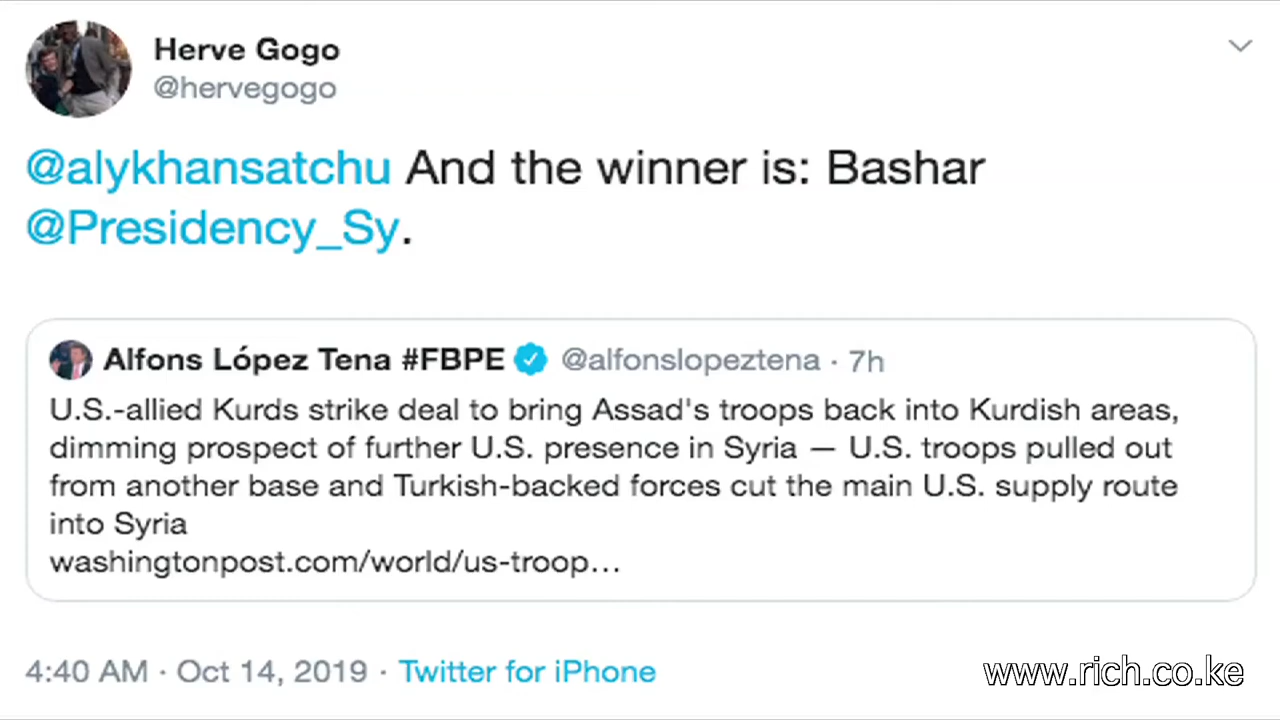 Herve Gogo
@hervegogo
@alykhansatchu And the winner is: Bashar
@Presidency_Sy.
Alfons López Tena #FBPE @alfonslopeztena · 7h
U.S.-allied Kurds strike deal to bring Assad's troops back into Kurdish areas,
dimming prospect of further U.S. presence in Syria — U.S. troops pulled out
from another base and Turkish-backed forces cut the main U.S. supply route
into Syria
washingtonpost.com/world/us-troop...
4:40 AM · Oct 14, 2019 · Twitter for iPhone
www.rich.co.ke